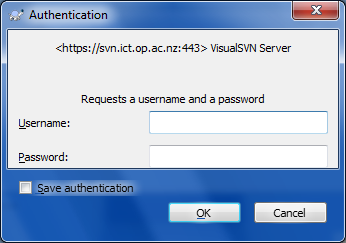 Authentication
<https://svn.ict.op.ac.nz:443> VisualSVN Server
Requests a username and a password
Username:
Password:
Save authentication
OK
Cancel